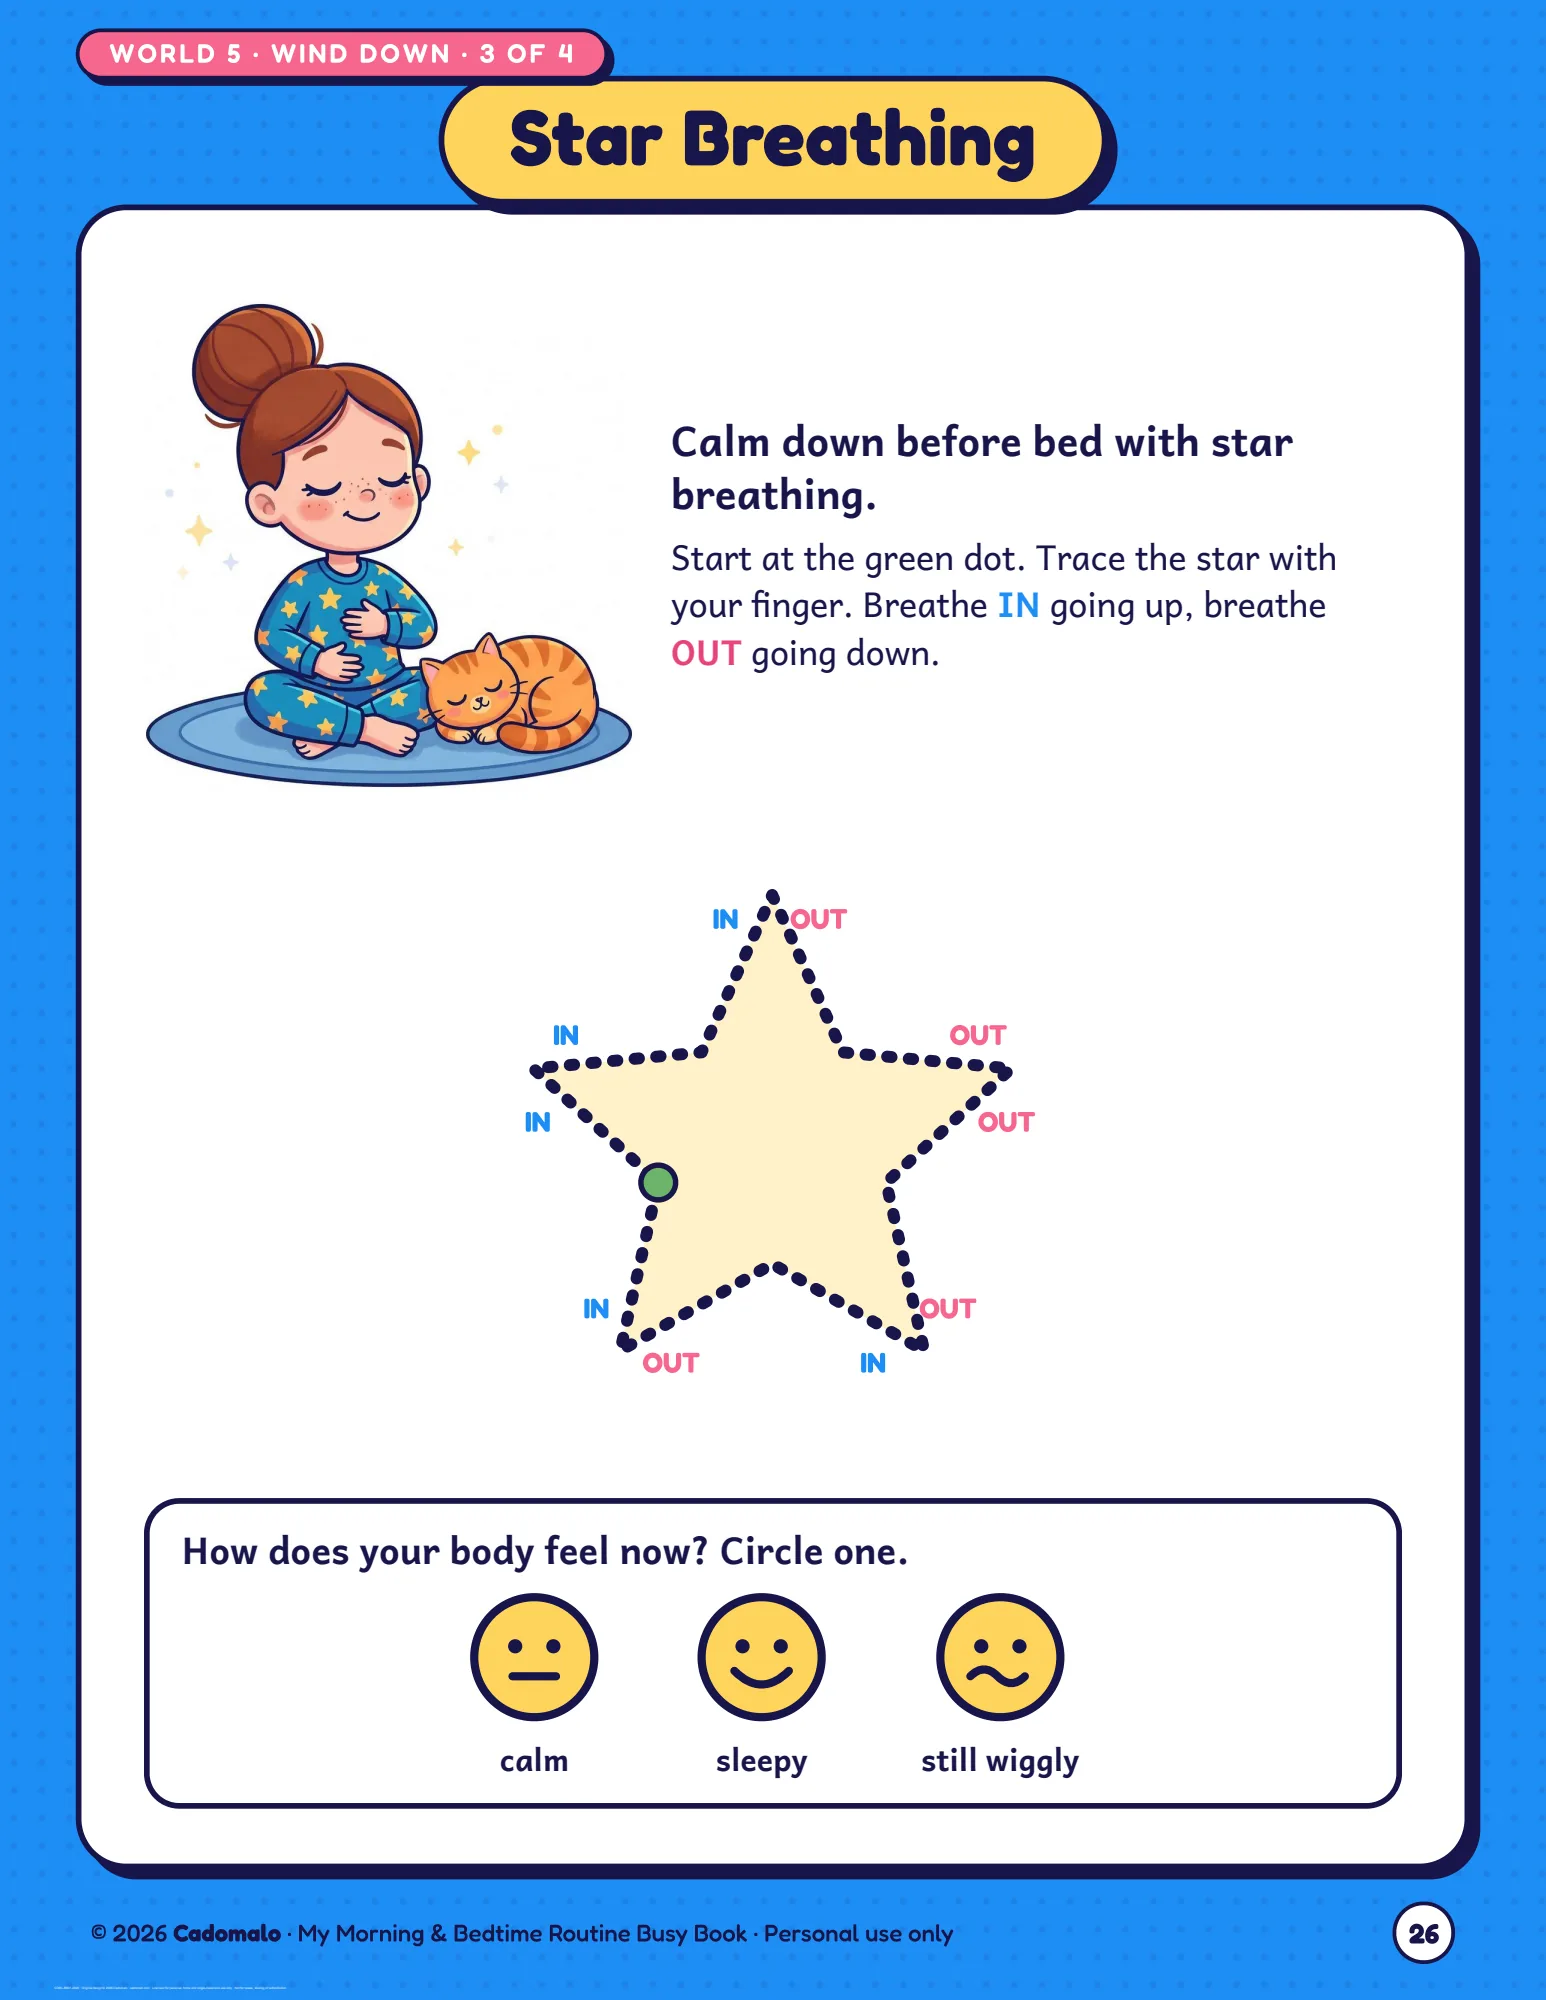 WORLD 5 · WIND DOWN · 3 OF 4
Star Breathing
Calm down before bed with star
breathing.
Start at the green dot. Trace the star with
your finger. Breathe IN going up, breathe
OUT going down.
IN OUT
IN OUT
IN OUT
IN OUT
OUT IN
How does your body feel now? Circle one.
calm sleepy still wiggly
© 2026 Cadomalo · My Morning & Bedtime Routine Busy Book · Personal use only
26